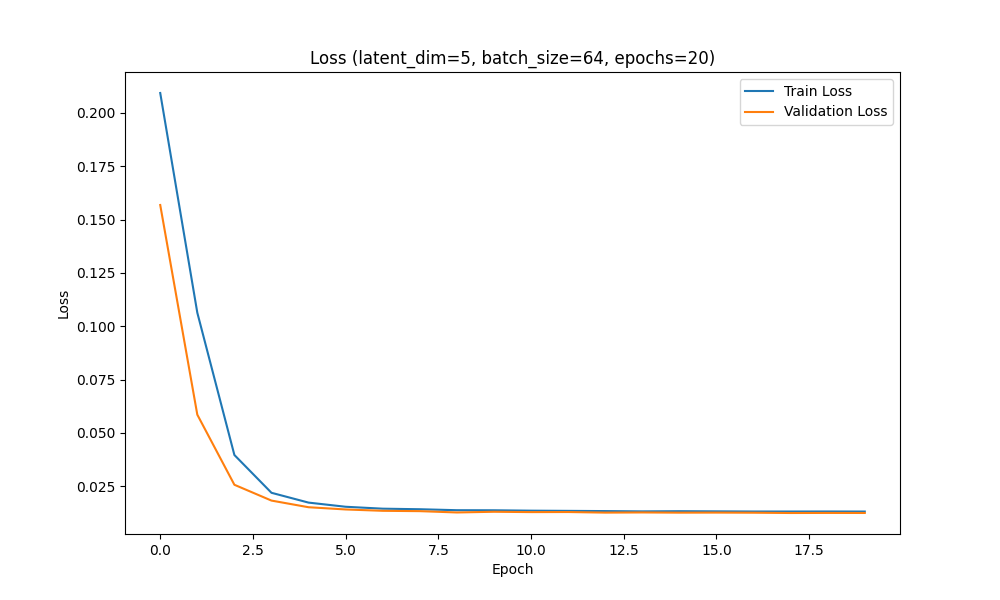 Loss (latent_dim=5, batch_size=64, epochs=20)
Train Loss
Validation Loss
0.200
0.175
0.150
0.125
0.100
0.075
0.050
0.025
Loss
0.0 2.5 5.0 7.5 10.0 12.5 15.0 17.5
Epoch